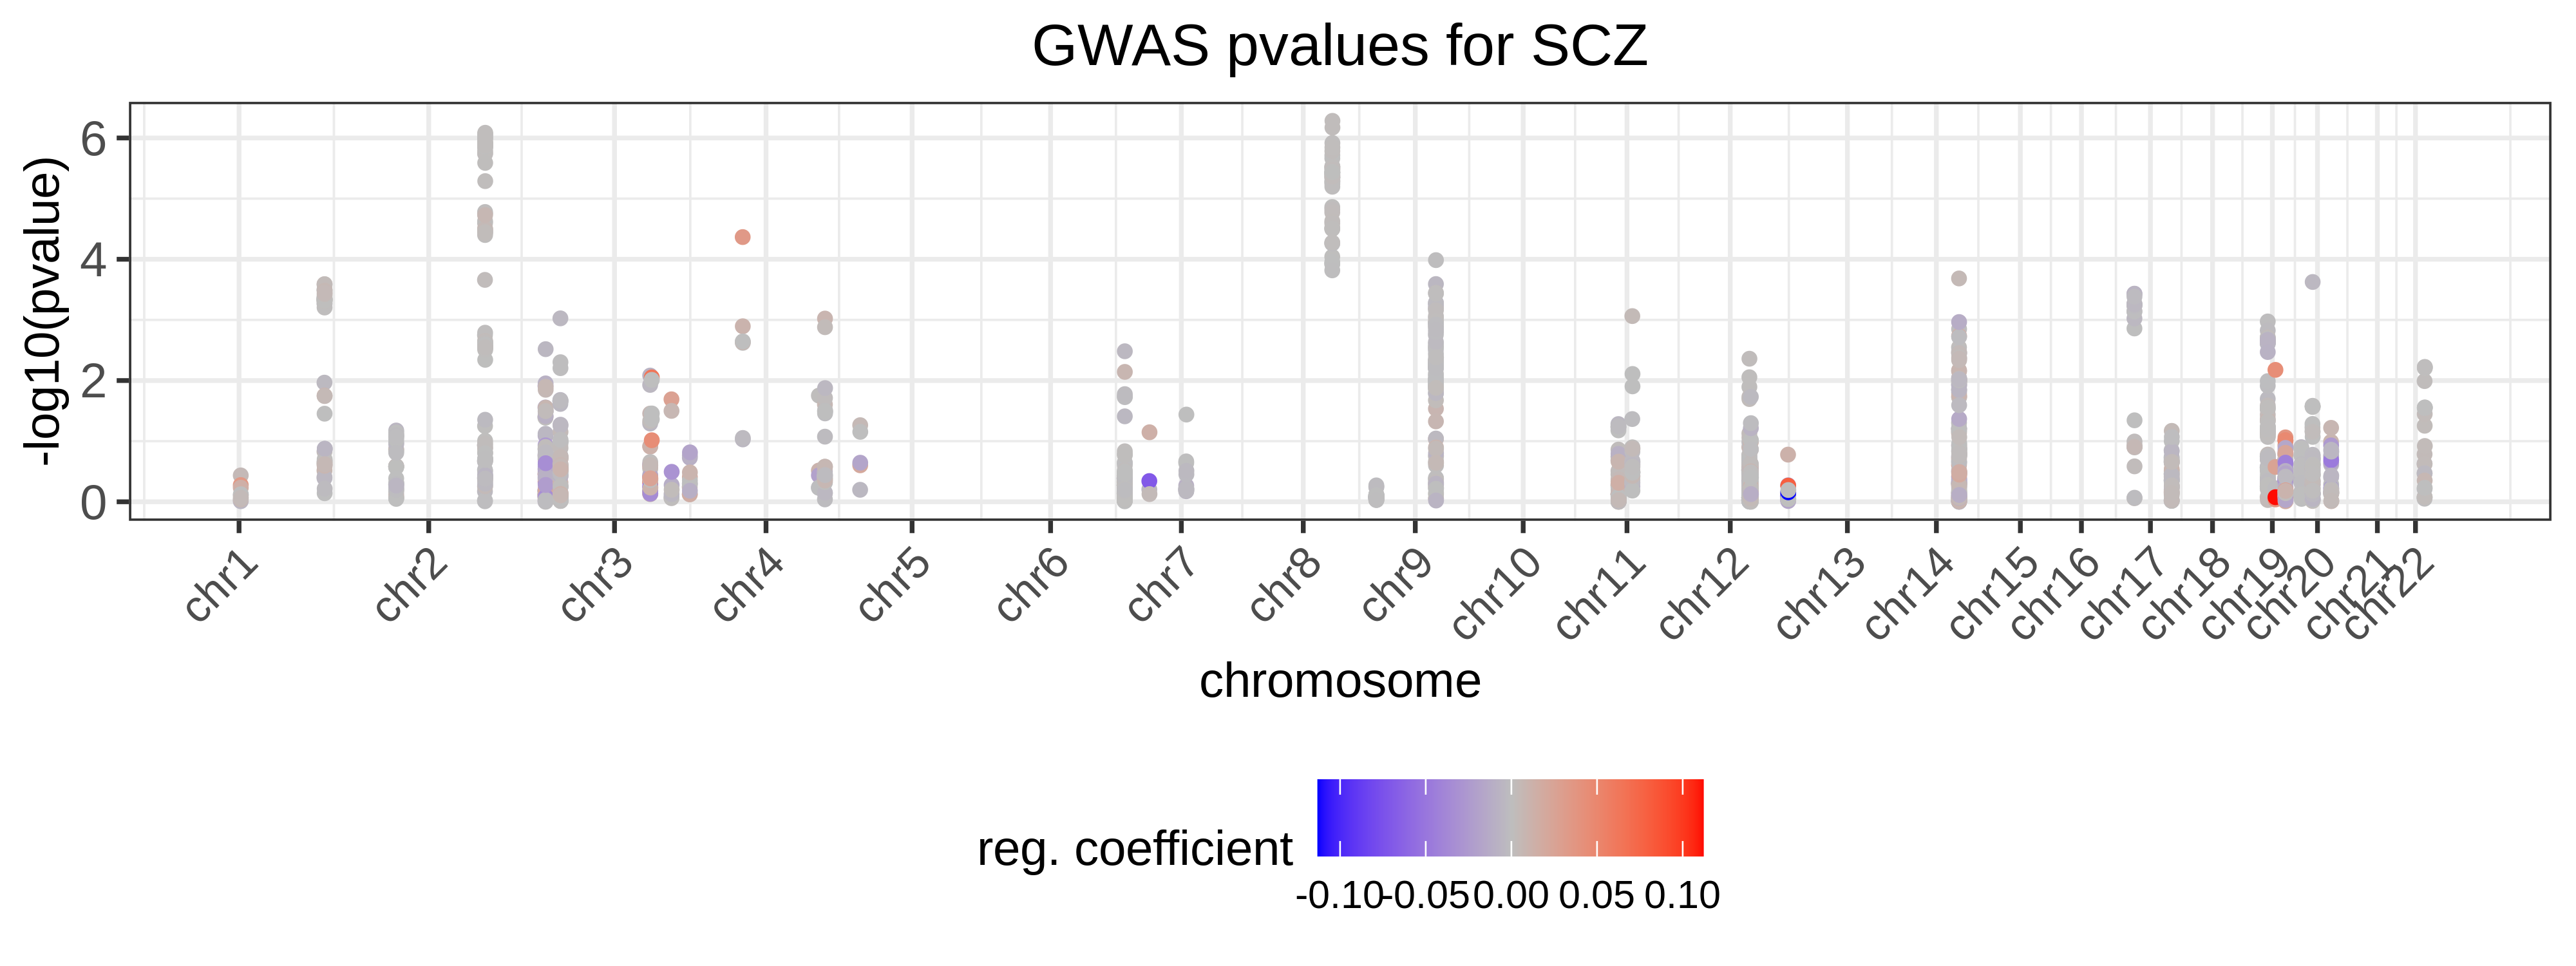 GWAS pvalues for SCZ
-log10(pvalue)
6
4
2
0
chr1 chr2 chr3 chr4 chr5 chr6 chr7 chr8 chr9 chr10 chr11 chr12 chr13 chr14 chr15 chr16 chr17 chr18 chr19 chr20 chr21 chr22
chromosome
reg. coefficient
-0.10 -0.05 0.00 0.05 0.10